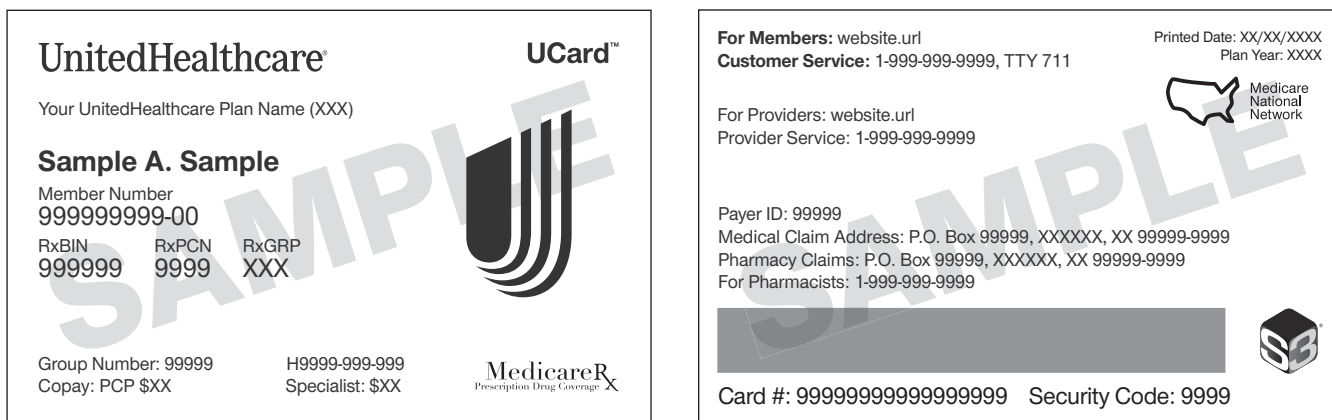 UnitedHealthcare®
UCard™
Your UnitedHealthcare Plan Name (XXX)
Sample A. Sample
Member Number
999999999-00
RxBIN RxPCN RxGRP
999999 9999 XXX
Group Number: 99999 H9999-999-999
Copay: PCP $XX Specialist: $XX
MedicareRx
Prescription Drug Coverage
SAMPLE
For Members: website.url
Customer Service: 1-999-999-9999, TTY 711
Printed Date: XX/XX/XXXX
Plan Year: XXXX
Medicare
National
Network
For Providers: website.url
Provider Service: 1-999-999-9999
Payer ID: 99999
Medical Claim Address: P.O. Box 99999, XXXXXX, XX 99999-9999
Pharmacy Claims: P.O. Box 99999, XXXXXX, XX 99999-9999
For Pharmacists: 1-999-999-9999
S3®
Card #: 99999999999999999 Security Code: 9999
SAMPLE